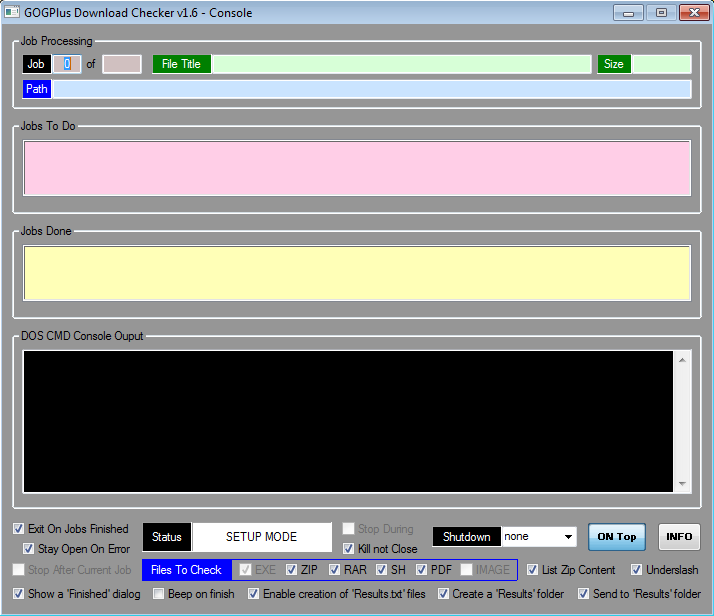 GOGPlus Download Checker v1.6 - Console
Job Processing
Job 0 of File Title Size
Path
Jobs To Do
Jobs Done
DOS CMD Console Ouput
Exit On Jobs Finished
Stay Open On Error
Status SETUP MODE
Stop During
Kill not Close
Shutdown none
ON Top
INFO
Stop After Current Job Files To Check EXE ZIP RAR SH PDF IMAGE List Zip Content Underslash
Show a 'Finished' dialog Beep on finish Enable creation of 'Results.txt' files Create a 'Results' folder Send to 'Results' folder